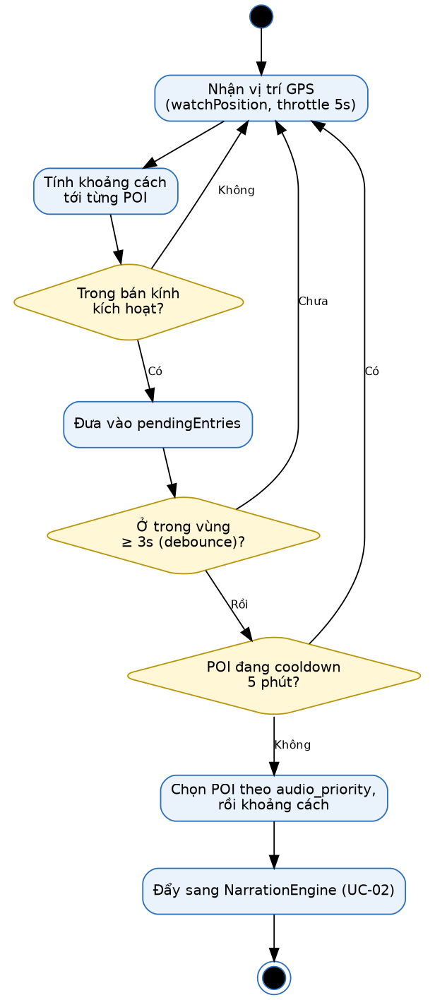 Nhận vị trí GPS
(watchPosition, throttle 5s)
Tính khoảng cách
tới từng POI
Không
Trong bán kính
kích hoạt?
Chưa
Có
Có
Đưa vào pendingEntries
Ở trong vùng
≥ 3s (debounce)?
Rồi
POI đang cooldown
5 phút?
Không
Chọn POI theo audio_priority,
rồi khoảng cách
Đẩy sang NarrationEngine (UC-02)